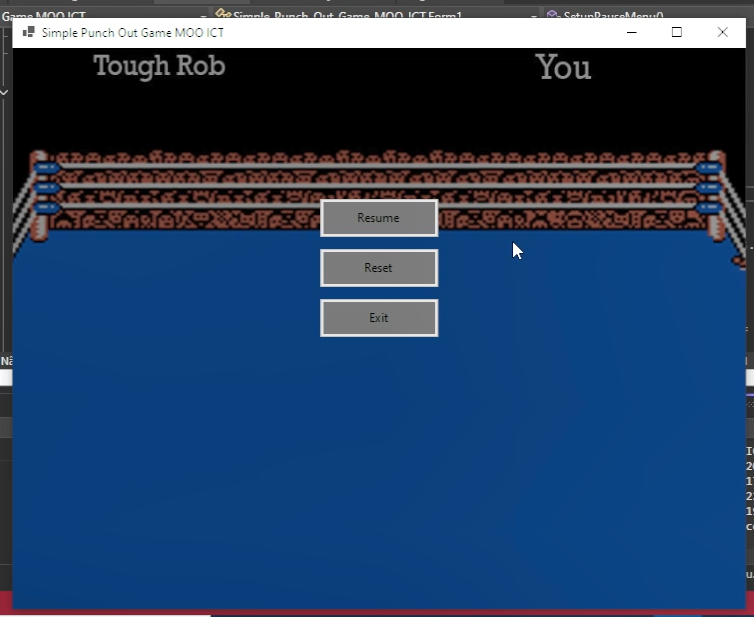 Game MOO ICT
Simple_Punch_Out_Game_MOO_ICT.Form1
SetupPauseMenu()
Simple Punch Out Game MOO ICT
Tough Rob
You
Resume
Reset
Exit